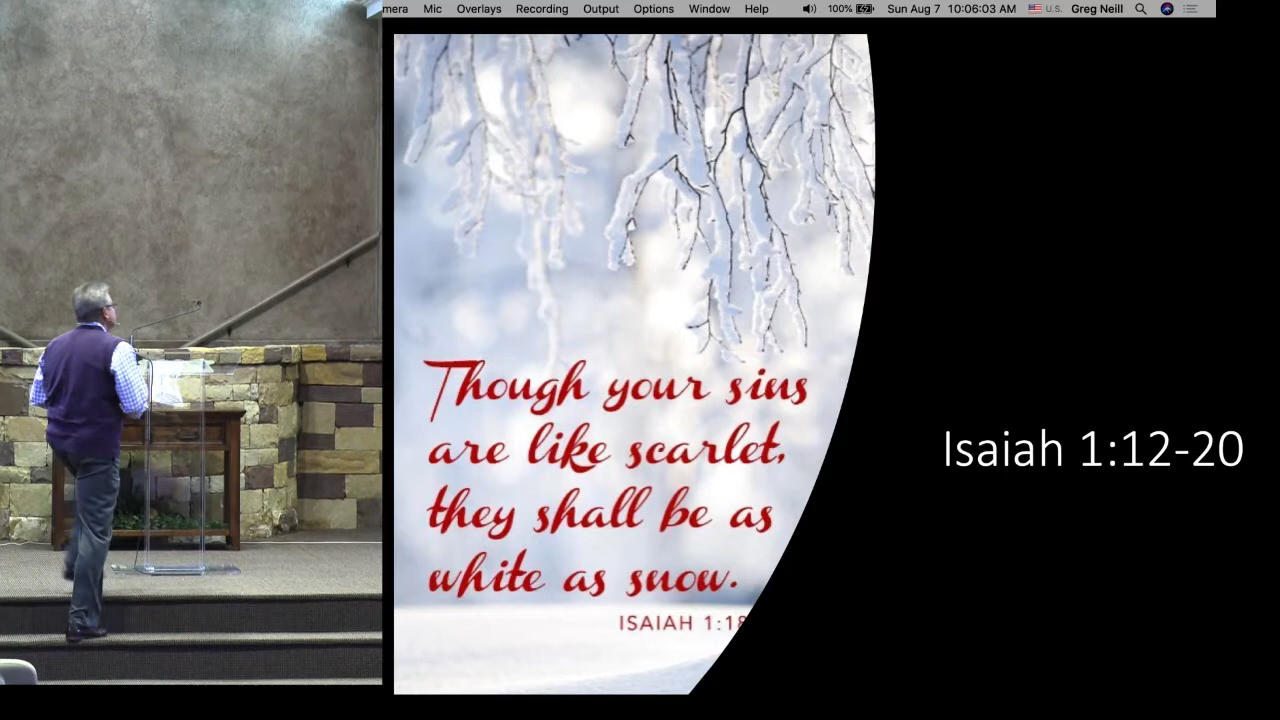 mera Mic Overlays Recording Output Options Window Help 100% Sun Aug 7 10:06:03 AM U.S. Greg Neill
Though your sins
are like scarlet,
they shall be as
white as snow.
ISAIAH 1:18
Isaiah 1:12-20